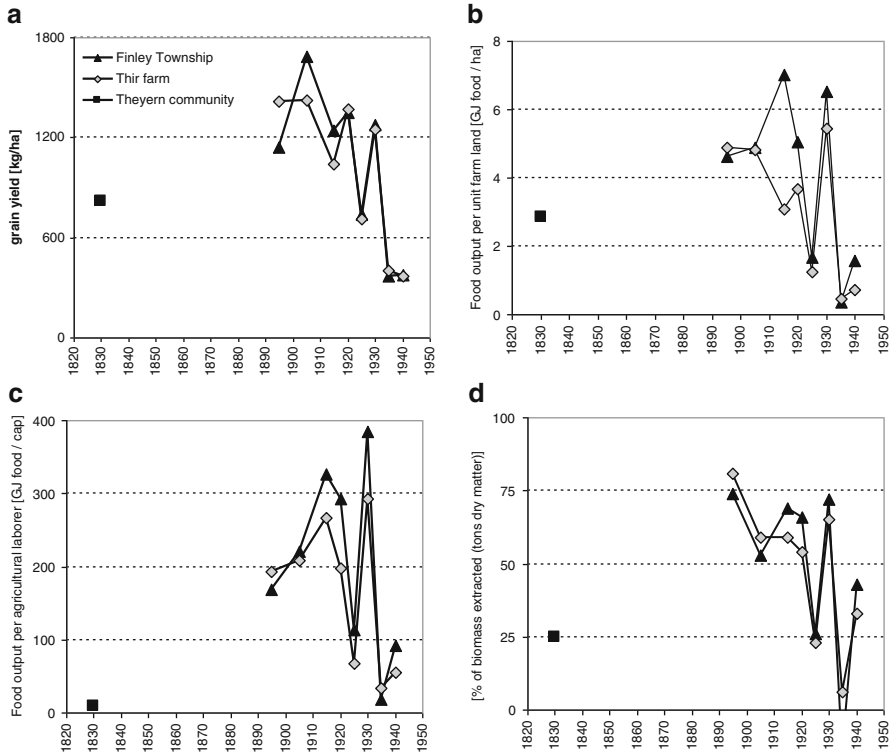 a
1800
1200
600
0
grain yield [kg/ha]
Finley Township
Thir farm
Theyern community
1820 1830 1840 1850 1860 1870 1880 1890 1900 1910 1920 1930 1940 1950
b
8
6
4
2
0
Food output per unit farm land [GJ food / ha]
1820 1830 1840 1850 1860 1870 1880 1890 1900 1910 1920 1930 1940 1950
c
400
300
200
100
0
Food output per agricultural laborer [GJ food / cap]
1820 1830 1840 1850 1860 1870 1880 1890 1900 1910 1920 1930 1940 1950
d
100
75
50
25
0
[% of biomass extracted (tons dry matter)]
1820 1830 1840 1850 1860 1870 1880 1890 1900 1910 1920 1930 1940 1950